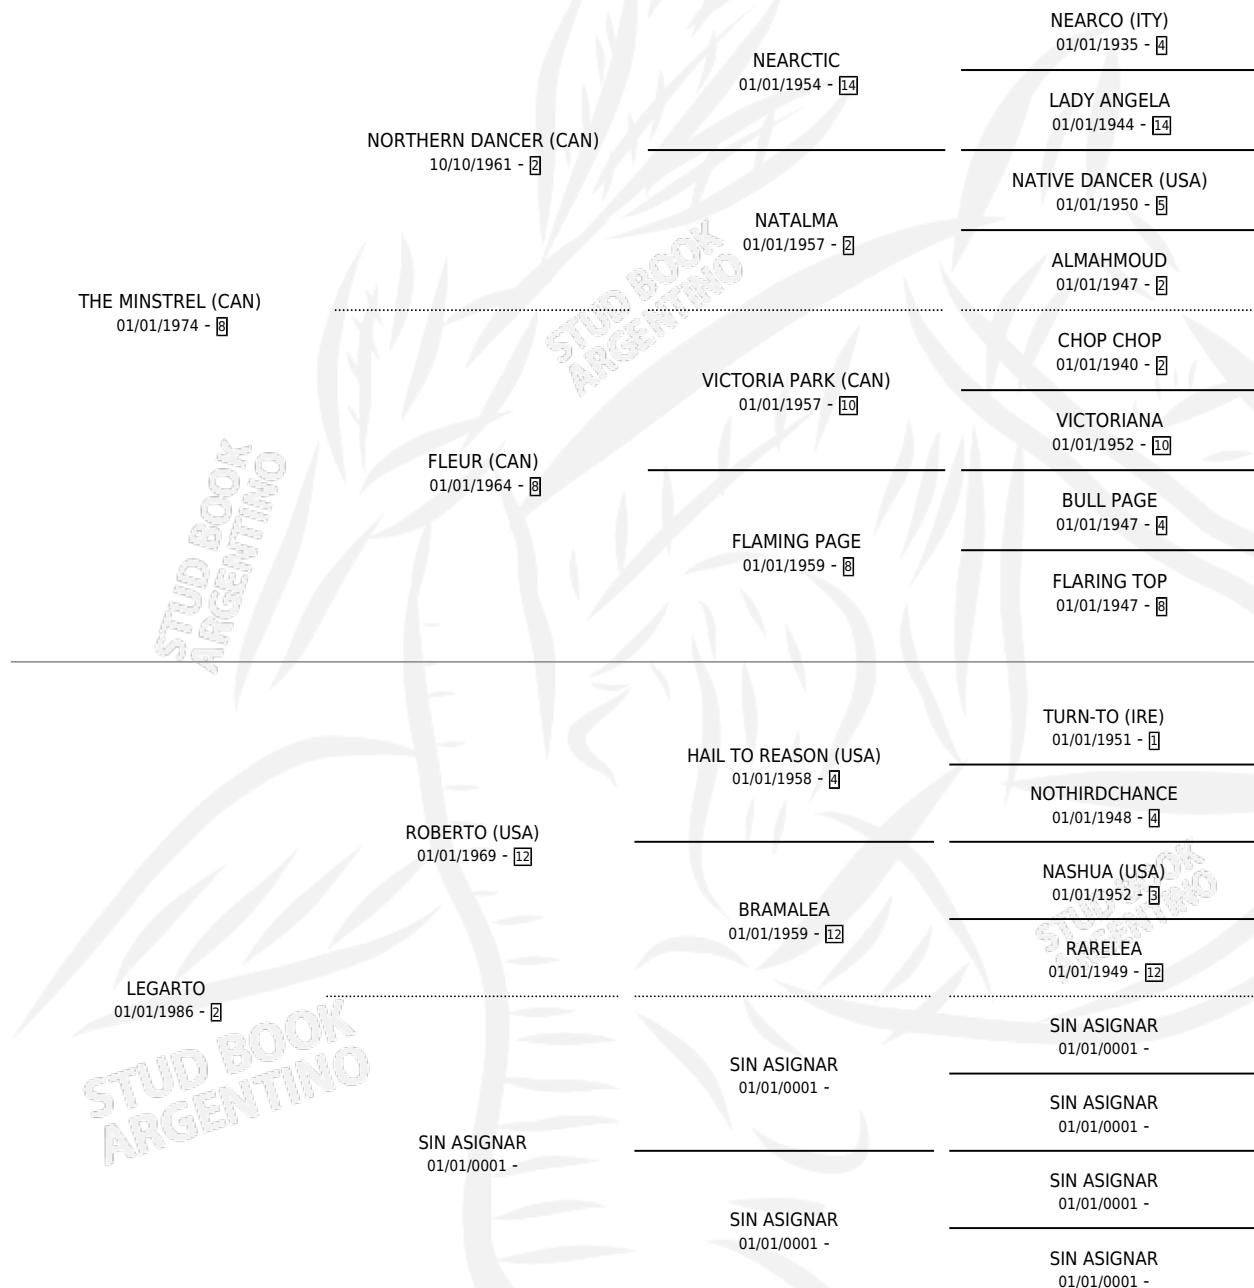 NEARCO (ITY)
01/01/1935 - 4
NEARCTIC
01/01/1954 - 14
LADY ANGELA
01/01/1944 - 14
NORTHERN DANCER (CAN)
10/10/1961 - 2
NATIVE DANCER (USA)
01/01/1950 - 5
NATALMA
01/01/1957 - 2
ALMAHMOUD
01/01/1947 - 2
THE MINSTREL (CAN)
01/01/1974 - 8
CHOP CHOP
01/01/1940 - 2
VICTORIA PARK (CAN)
01/01/1957 - 10
VICTORIANA
01/01/1952 - 10
FLEUR (CAN)
01/01/1964 - 8
BULL PAGE
01/01/1947 - 4
FLAMING PAGE
01/01/1959 - 8
FLARING TOP
01/01/1947 - 8
STUD BOOK
ARGENTINO
STUD BOOK
ARGENTINO
TURN-TO (IRE)
01/01/1951 - 1
HAIL TO REASON (USA)
01/01/1958 - 4
NOTHIRDCHANCE
01/01/1948 - 4
ROBERTO (USA)
01/01/1969 - 12
NASHUA (USA)
01/01/1952 - 3
BRAMALEA
01/01/1959 - 12
RARELEA
01/01/1949 - 12
STUD BOOK
ARGENTINO
LEGARTO
01/01/1986 - 2
STUD BOOK
ARGENTINO
SIN ASIGNAR
01/01/0001 -
SIN ASIGNAR
01/01/0001 -
SIN ASIGNAR
01/01/0001 -
SIN ASIGNAR
01/01/0001 -
SIN ASIGNAR
01/01/0001 -
SIN ASIGNAR
01/01/0001 -
SIN ASIGNAR
01/01/0001 -